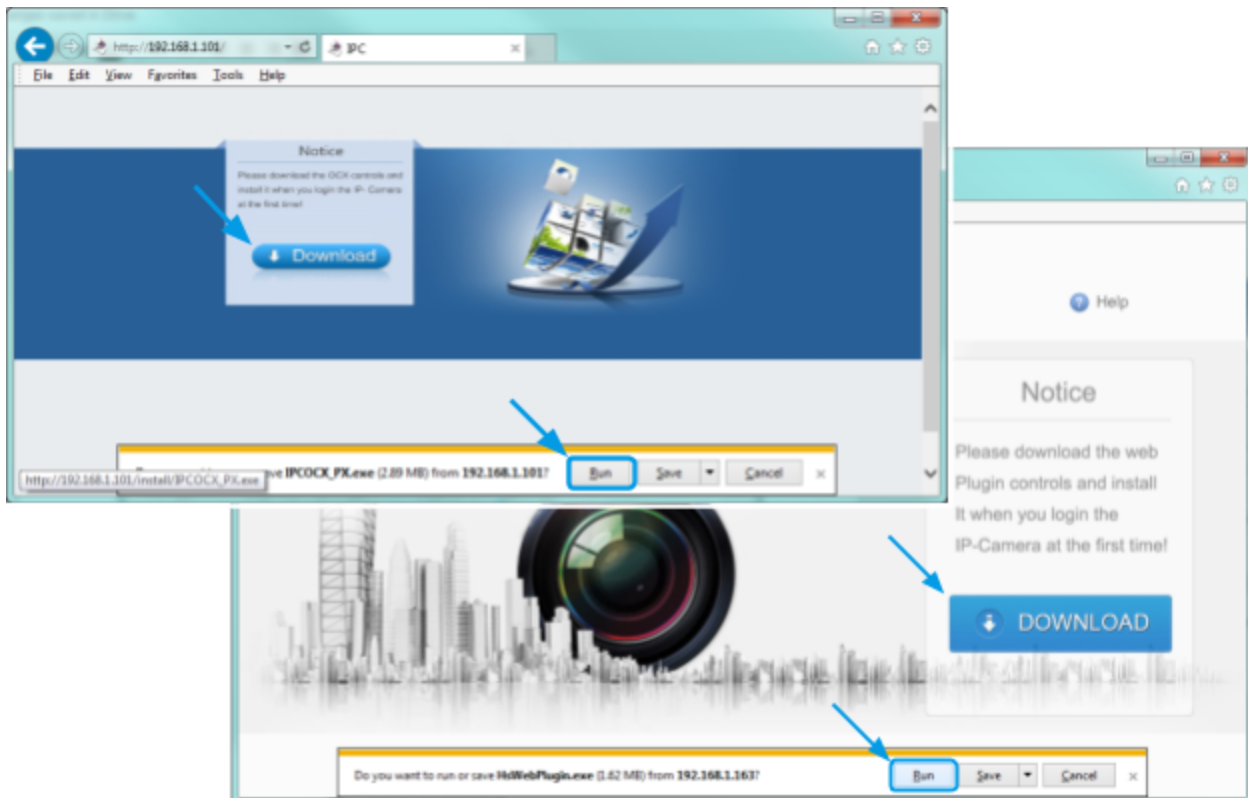 http://192.168.1.101/
IPC
File Edit View Favorites Tools Help
Notice
Please download the OCX controls and
install it when you login the IP- Camera
at the first time!
Download
ve IPCOCX_PX.exe (2.89 MB) from 192.168.1.101?
Run Save Cancel
http://192.168.1.101/install/IPCOCX_PX.exe
Help
Notice
Please download the web
Plugin controls and install
It when you login the
IP-Camera at the first time!
DOWNLOAD
Do you want to run or save HsWebPlugin.exe (1.62 MB) from 192.168.1.163?
Run Save Cancel